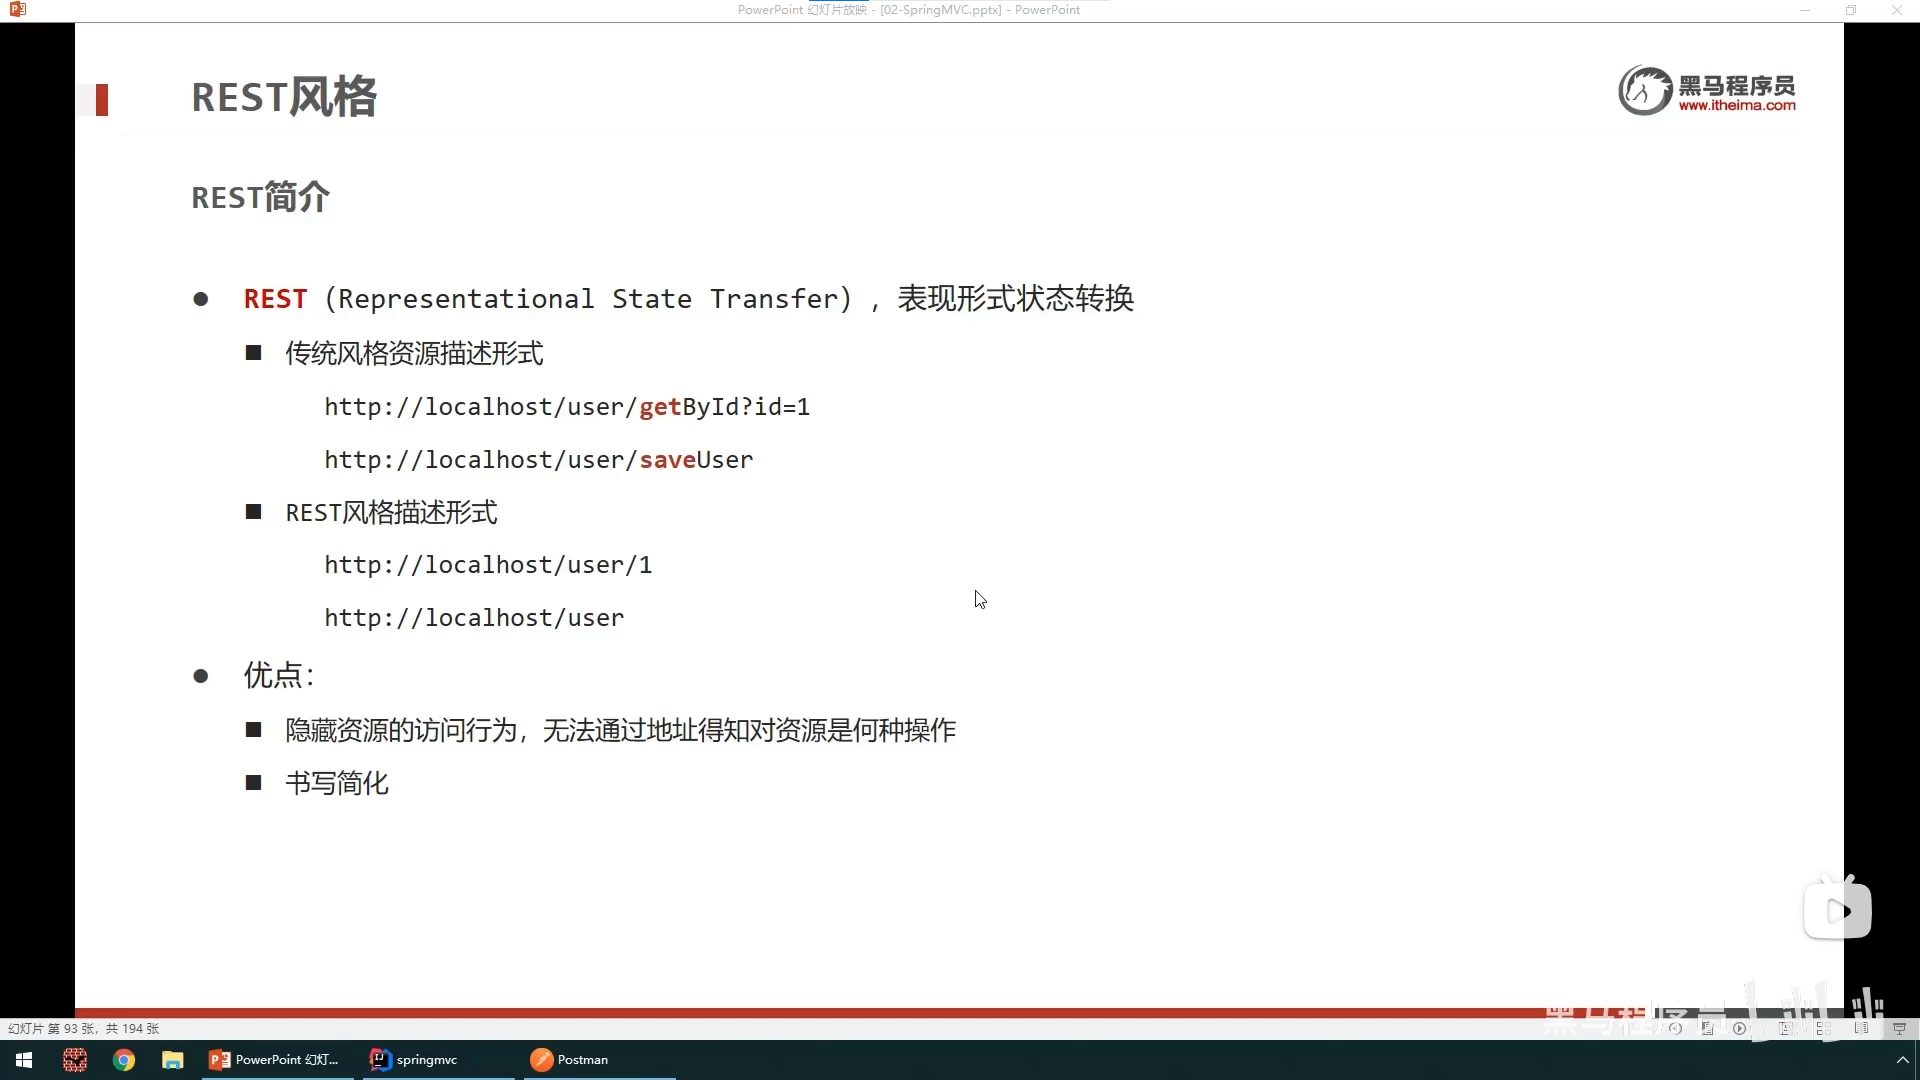 PowerPoint 幻灯片放映 - [02-SpringMVC.pptx] - PowerPoint
REST风格
黑马程序员
www.itheima.com
REST简介
● REST（Representational State Transfer），表现形式状态转换
■ 传统风格资源描述形式
http://localhost/user/getById?id=1
http://localhost/user/saveUser
■ REST风格描述形式
http://localhost/user/1
http://localhost/user
● 优点：
■ 隐藏资源的访问行为，无法通过地址得知对资源是何种操作
■ 书写简化
黑马程序员
幻灯片 第 93 张，共 194 张
PowerPoint 幻灯...
springmvc
Postman